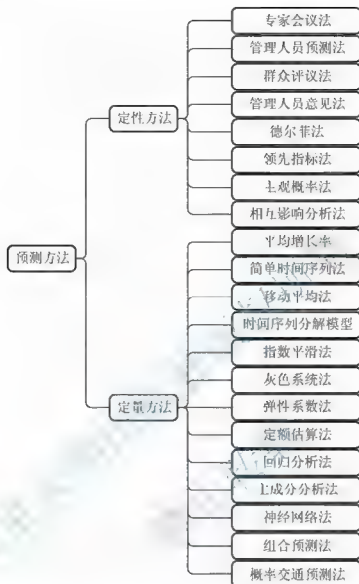 预测方法
定性方法
专家会议法
管理人员预测法
群众评议法
管理人员意见法
德尔菲法
领先指标法
主观概率法
相互影响分析法
定量方法
平均增长率
简单时间序列法
移动平均法
时间序列分解模型
指数平滑法
灰色系统法
弹性系数法
定额估算法
回归分析法
主成分分析法
神经网络法
组合预测法
概率交通预测法